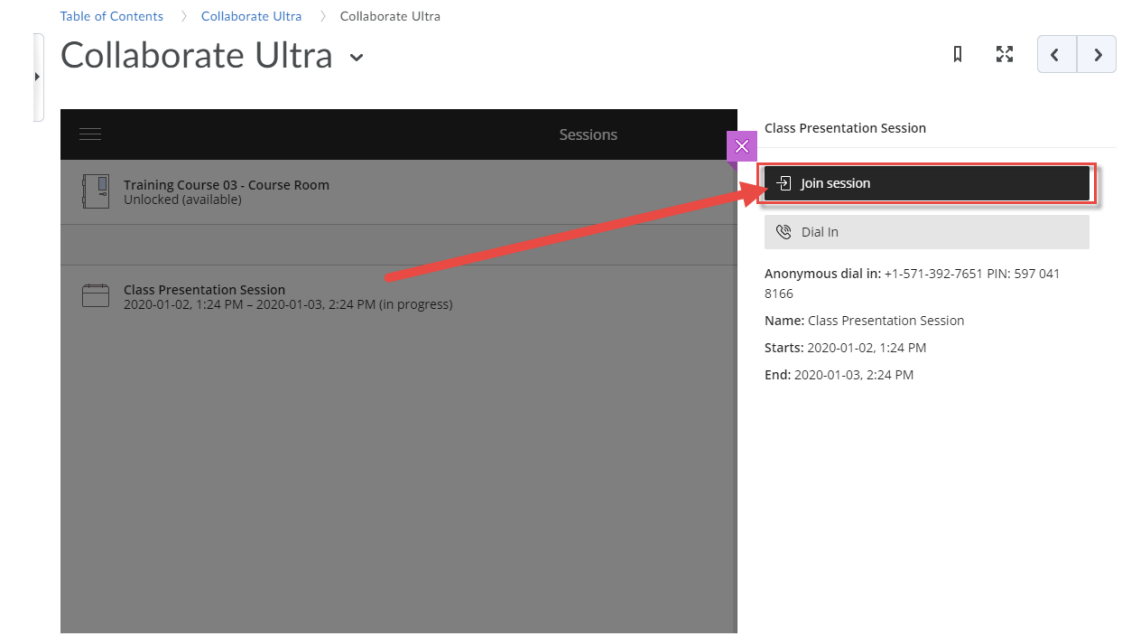 Table of Contents > Collaborate Ultra > Collaborate Ultra
Collaborate Ultra
Sessions
Training Course 03 - Course Room
Unlocked (available)
Class Presentation Session
2020-01-02, 1:24 PM – 2020-01-03, 2:24 PM (in progress)
Class Presentation Session
Join session
Dial In
Anonymous dial in: +1-571-392-7651 PIN: 597 041
8166
Name: Class Presentation Session
Starts: 2020-01-02, 1:24 PM
End: 2020-01-03, 2:24 PM